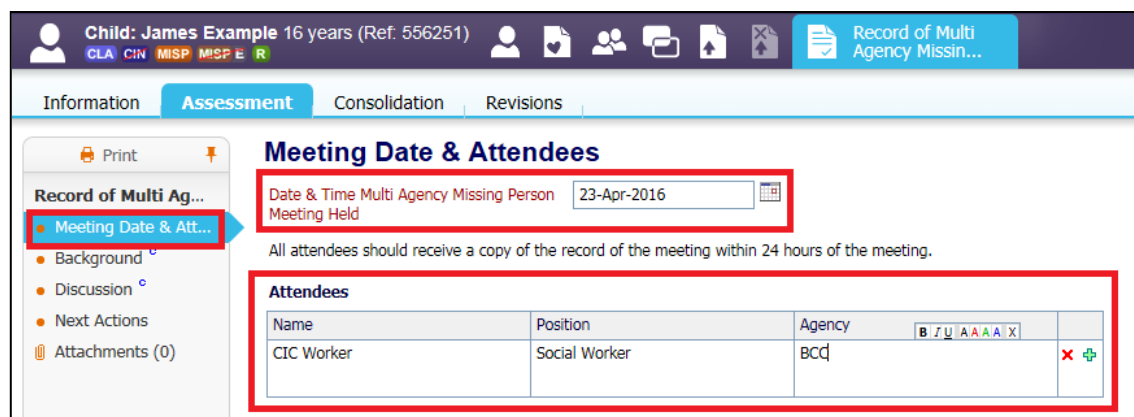 Child: James Example 16 years (Ref: 556251)
CLA CIN MISP MISP E R
Record of Multi
Agency Missin...
Information Assessment Consolidation Revisions
Print
Record of Multi Ag...
Meeting Date & Att...
Background c
Discussion c
Next Actions
Attachments (0)
Meeting Date & Attendees
Date & Time Multi Agency Missing Person
Meeting Held
23-Apr-2016
All attendees should receive a copy of the record of the meeting within 24 hours of the meeting.
Attendees
Name Position Agency B I U A A A A X
CIC Worker Social Worker BCC